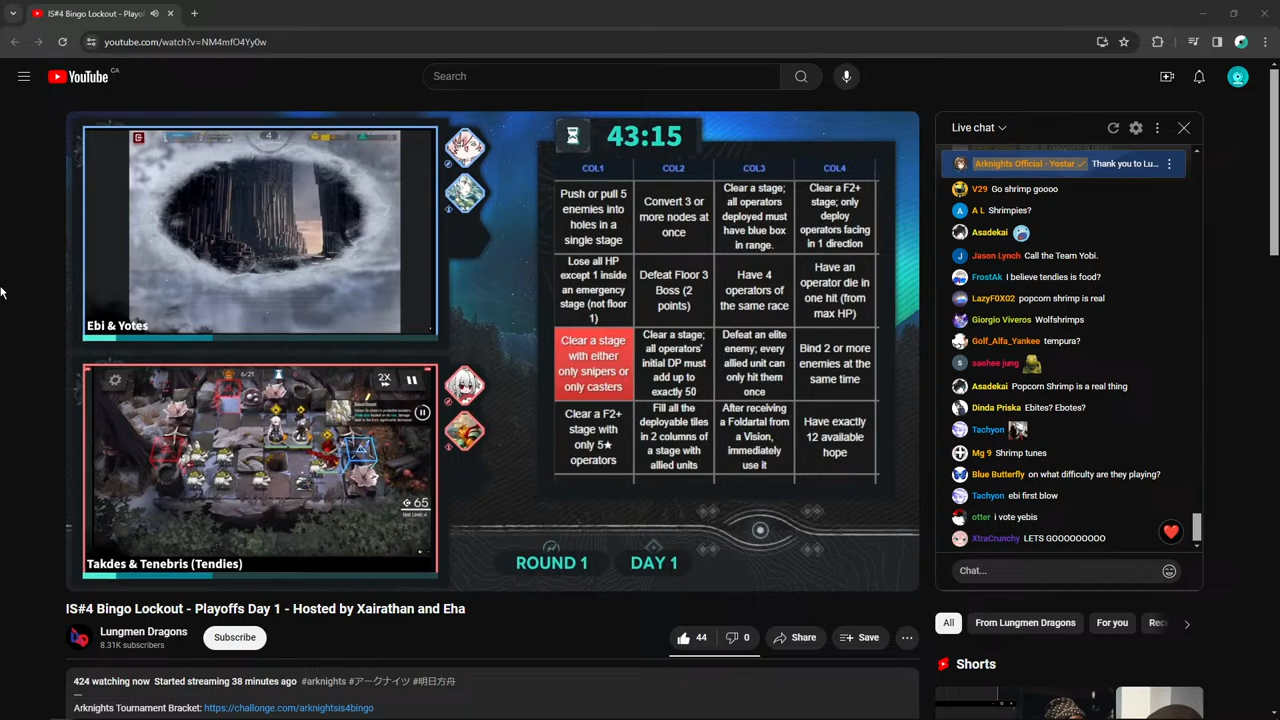 IS#4 Bingo Lockout - Playof
youtube.com/watch?v=NM4mfO4Yy0w
YouTube CA
Search
4
Ebi & Yotes
6/21
2X
65
Unit Limit: 4
Takdes & Tenebris (Tendies)
43:15
COL1
COL2
COL3
COL4
Push or pull 5
enemies into
holes in a
single stage
Convert 3 or
more nodes at
once
Clear a stage;
all operators
deployed must
have blue box
in range.
Clear a F2+
stage; only
deploy
operators facing
in 1 direction
Lose all HP
except 1 inside
an emergency
stage (not floor
1)
Defeat Floor 3
Boss (2
points)
Have 4
operators of
the same race
Have an
operator die in
one hit (from
max HP)
Clear a stage
with either
only snipers or
only casters
Clear a stage;
all operators'
initial DP must
add up to
exactly 50
Defeat an elite
enemy; every
allied unit can
only hit them
once
Bind 2 or more
enemies at the
same time
Clear a F2+
stage with
only 5★
operators
Fill all the
deployable tiles
in 2 columns of
a stage with
allied units
After receiving
a Foldartal from
a Vision,
immediately
use it
Have exactly
12 available
hope
ROUND 1
DAY 1
Live chat
Arknights Official - Yostar Thank you to Lu...
V29 Go shrimp goooo
A L Shrimpies?
Asadekai
Jason Lynch Call the Team Yobi.
FrostAk I believe tendies is food?
LazyF0X02 popcorn shrimp is real
Giorgio Viveros Wolfshrimps
Golf_Alfa_Yankee tempura?
saehee jung
Asadekai Popcorn Shrimp is a real thing
Dinda Priska Ebites? Ebotes?
Tachyon
Mg 9 Shrimp tunes
Blue Butterfly on what difficulty are they playing?
Tachyon ebi first blow
otter i vote yebis
XtraCrunchy LETS GOOOOOOOOO
Chat...
IS#4 Bingo Lockout - Playoffs Day 1 - Hosted by Xairathan and Eha
Lungmen Dragons
8.31K subscribers
Subscribe
44
0
Share
Save
All
From Lungmen Dragons
For you
Rec
424 watching now Started streaming 38 minutes ago #arknights #アークナイツ #明日方舟
—
Arknights Tournament Bracket: https://challonge.com/arknightsis4bingo
Shorts